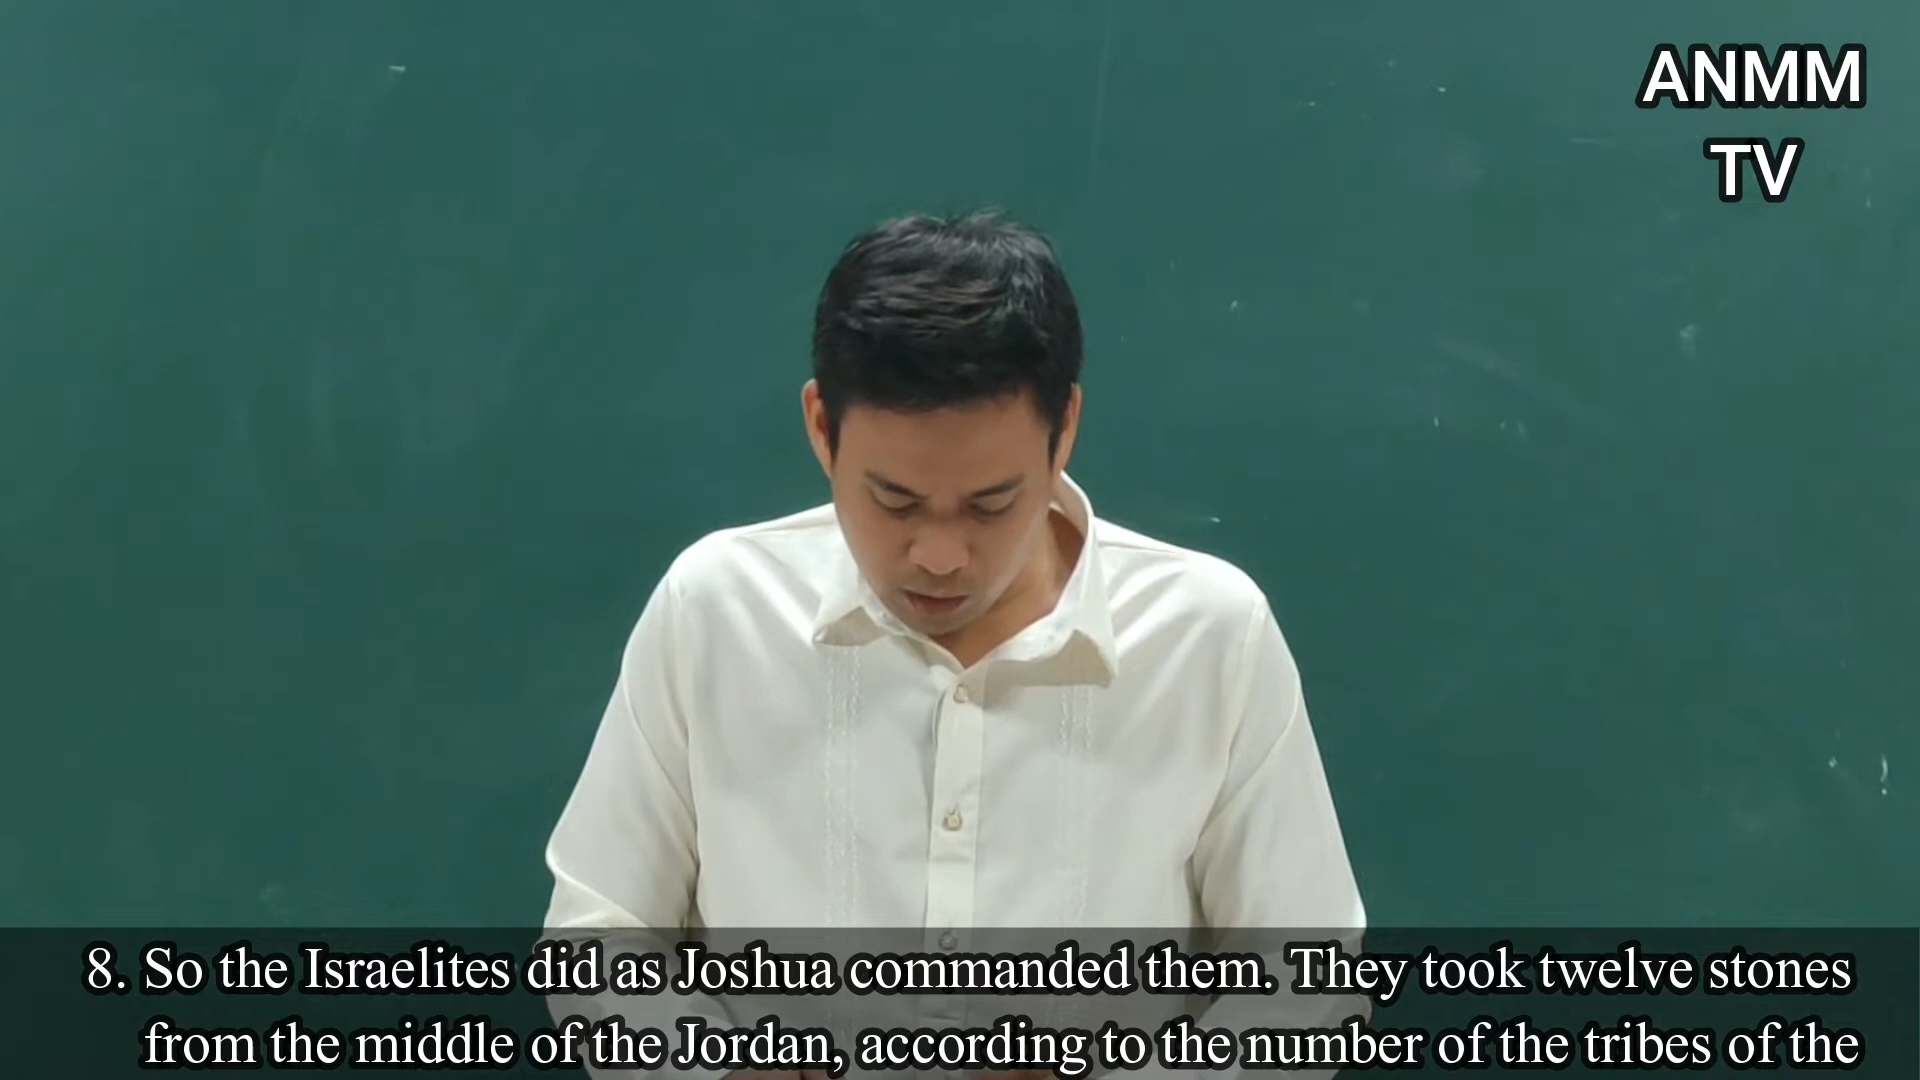 ANMM
TV
8. So the Israelites did as Joshua commanded them. They took twelve stones
from the middle of the Jordan, according to the number of the tribes of the